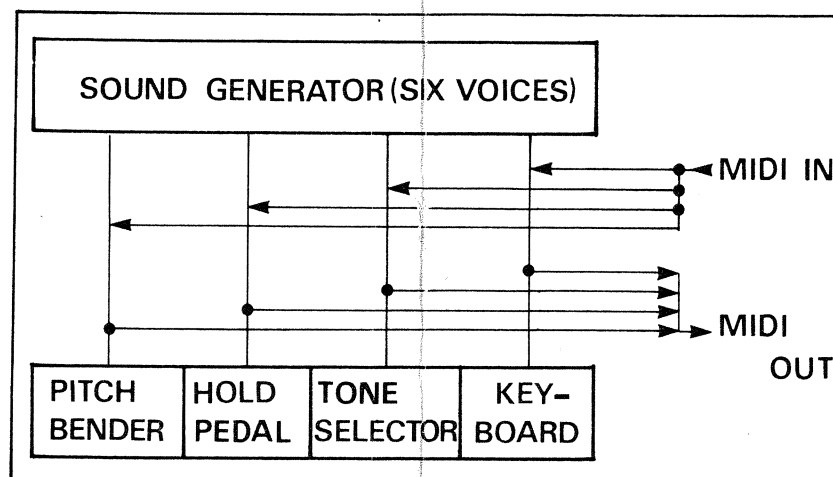 SOUND GENERATOR (SIX VOICES)
MIDI IN
MIDI
OUT
PITCH
BENDER
HOLD
PEDAL
TONE
SELECTOR
KEY-
BOARD